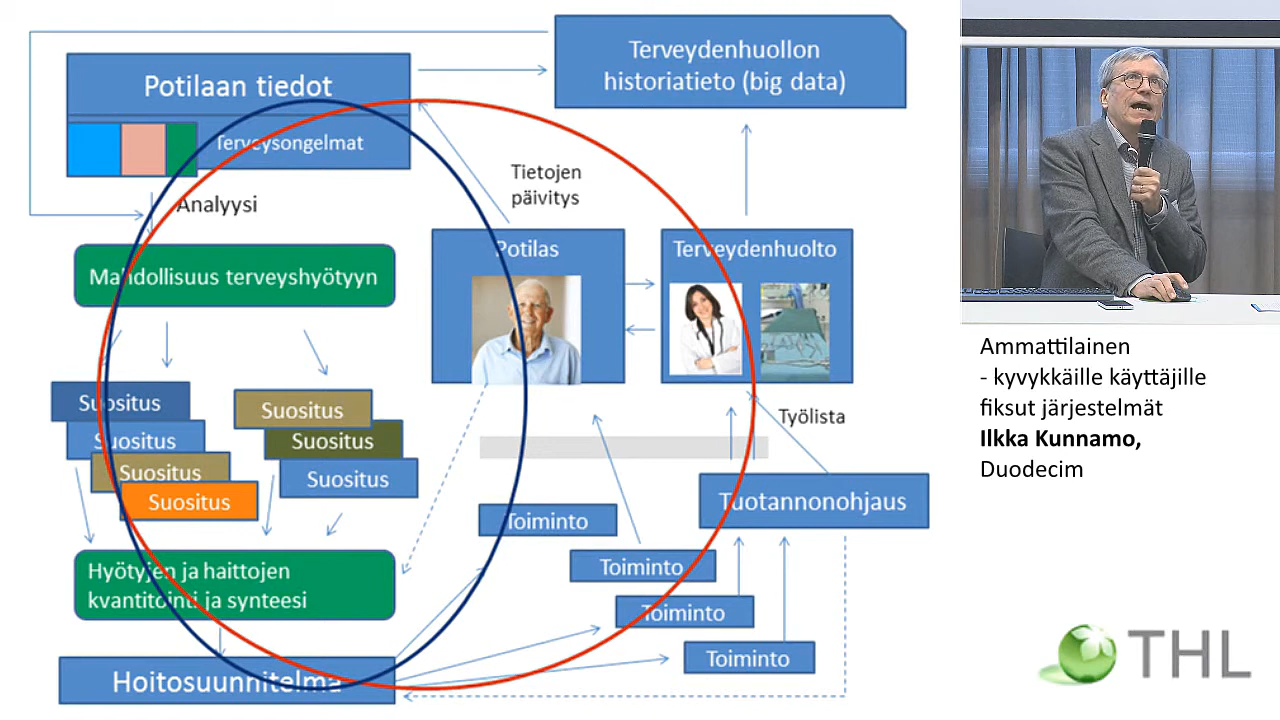 Potilaan tiedot
Terveysongelmat
Terveydenhuollon
historiatieto (big data)
Analyysi
Tietojen
päivitys
Mahdollisuus terveyshyötyyn
Potilas
Terveydenhuolto
Suositus
Suositus
Suositus
Suositus
Suositus
Suositus
Suositus
Työlista
Tuotannonohjaus
Toiminto
Toiminto
Toiminto
Toiminto
Hyötyjen ja haittojen
kvantitointi ja synteesi
Hoitosuunnitelma
Ammattilainen
- kyvykkäille käyttäjille
fiksut järjestelmät
Ilkka Kunnamo,
Duodecim
THL